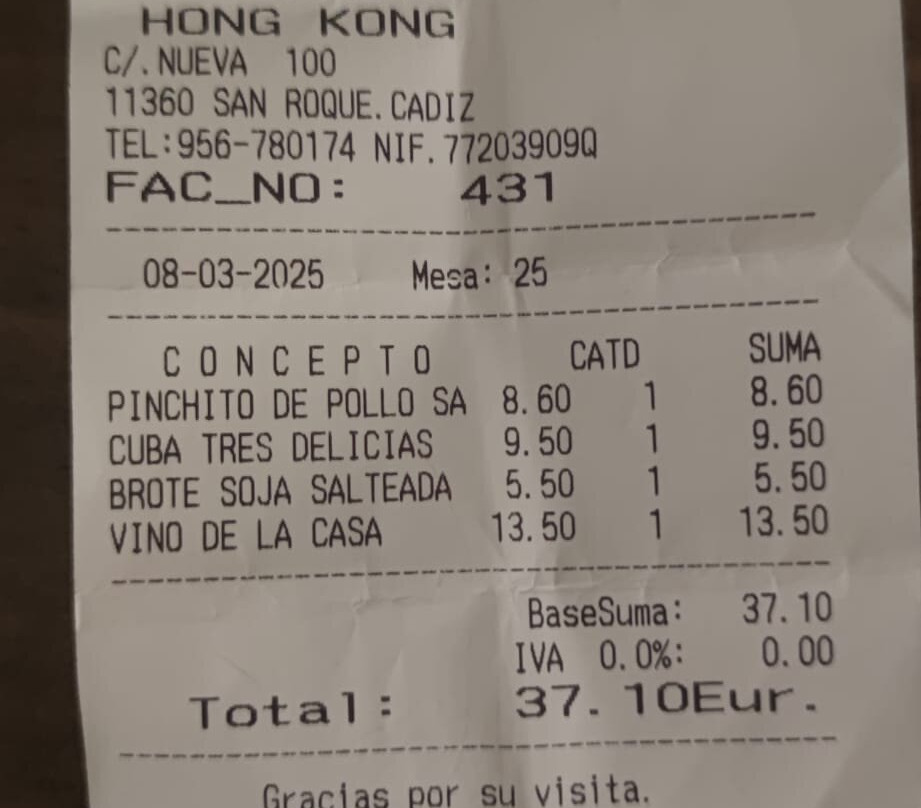 HONG KONG
C/. NUEVA 100
11360 SAN ROQUE. CADIZ
TEL:956-780174 NIF. 77203909Q
FAC_NO: 431
08-03-2025 Mesa: 25
CONCEPTO CATD SUMA
PINCHITO DE POLLO SA 8.60 1 8.60
CUBA TRES DELICIAS 9.50 1 9.50
BROTE SOJA SALTEADA 5.50 1 5.50
VINO DE LA CASA 13.50 1 13.50
BaseSuma: 37.10
IVA 0.0%: 0.00
Total: 37.10Eur.
Gracias por su visita.